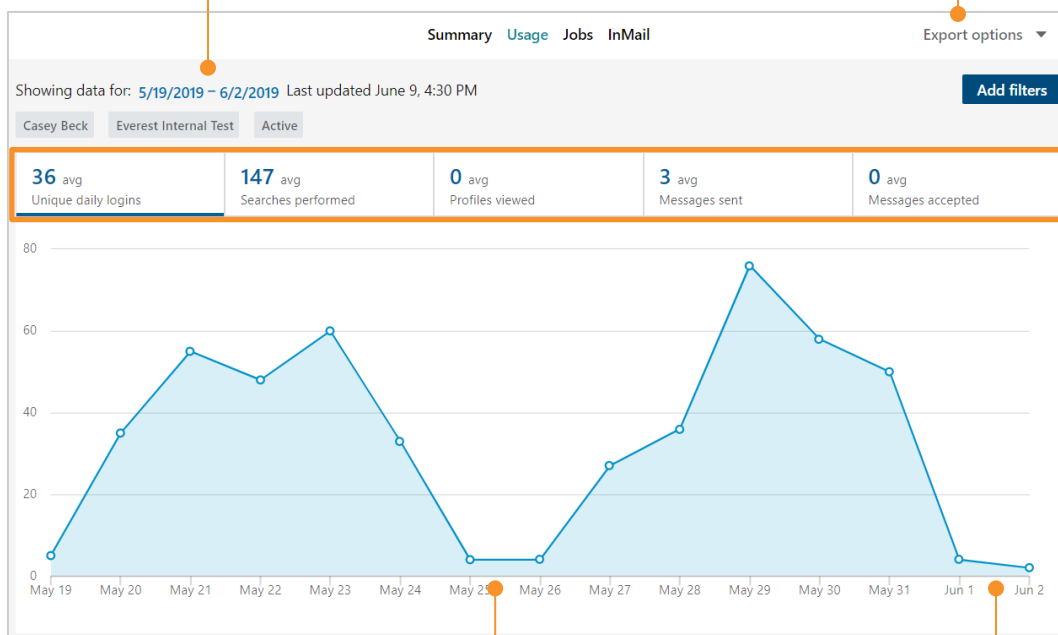 Summary Usage Jobs InMail Export options
Showing data for: 5/19/2019 – 6/2/2019 Last updated June 9, 4:30 PM Add filters
Casey Beck Everest Internal Test Active
36 avg 147 avg 0 avg 3 avg 0 avg
Unique daily logins Searches performed Profiles viewed Messages sent Messages accepted
80
60
40
20
0
May 19 May 20 May 21 May 22 May 23 May 24 May 25 May 26 May 27 May 28 May 29 May 30 May 31 Jun 1 Jun 2